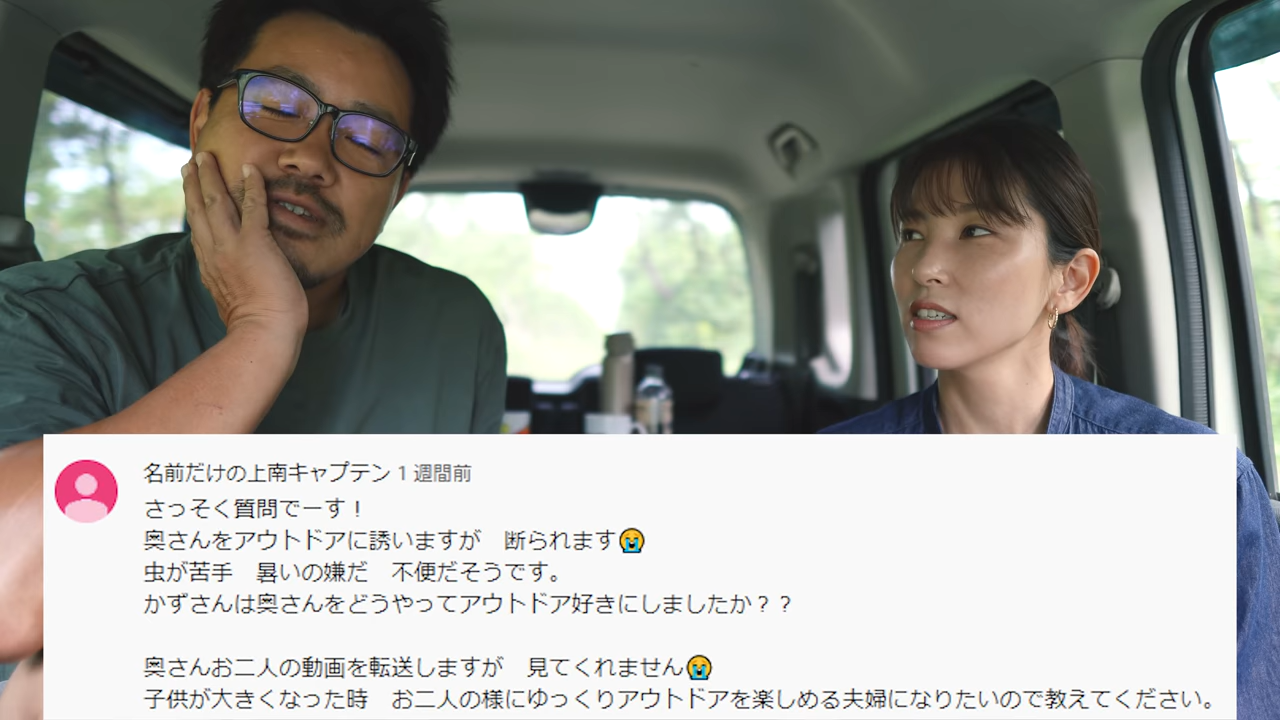 名前だけの上南キャプテン 1 週間前
さっそく質問でーす！
奥さんをアウトドアに誘いますが　断られます😭
虫が苦手　暑いの嫌だ　不便だそうです。
かずさんは奥さんをどうやってアウトドア好きにしましたか？？
奥さんお二人の動画を転送しますが　見てくれません😭
子供が大きくなった時　お二人の様にゆっくりアウトドアを楽しめる夫婦になりたいので教えてください。